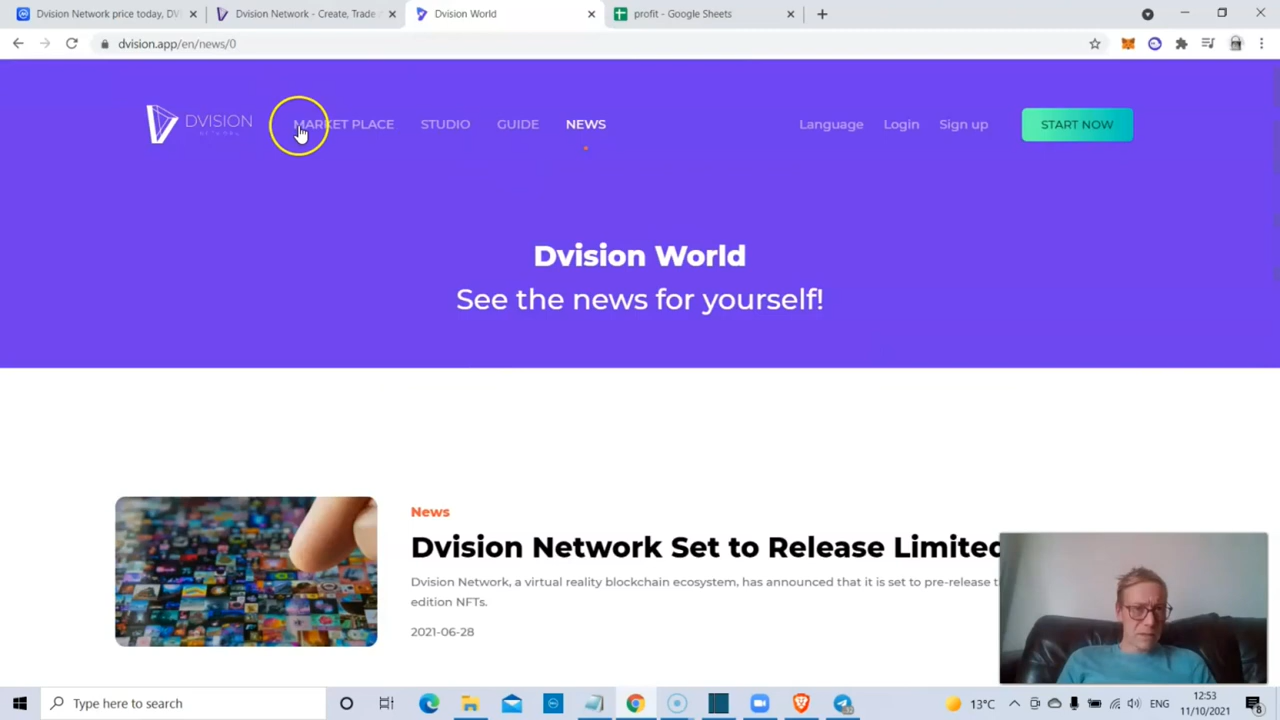 Dvision Network price today, DV
Dvision Network - Create, Trade
Dvision World
profit - Google Sheets
dvision.app/en/news/0
DVISION
NETWORK
MARKET PLACE
STUDIO
GUIDE
NEWS
Language
Login
Sign up
START NOW
Dvision World
See the news for yourself!
News
Dvision Network Set to Release Limited
Dvision Network, a virtual reality blockchain ecosystem, has announced that it is set to pre-release
edition NFTs.
2021-06-28
Type here to search
13°C
ENG
12:53
11/10/2021